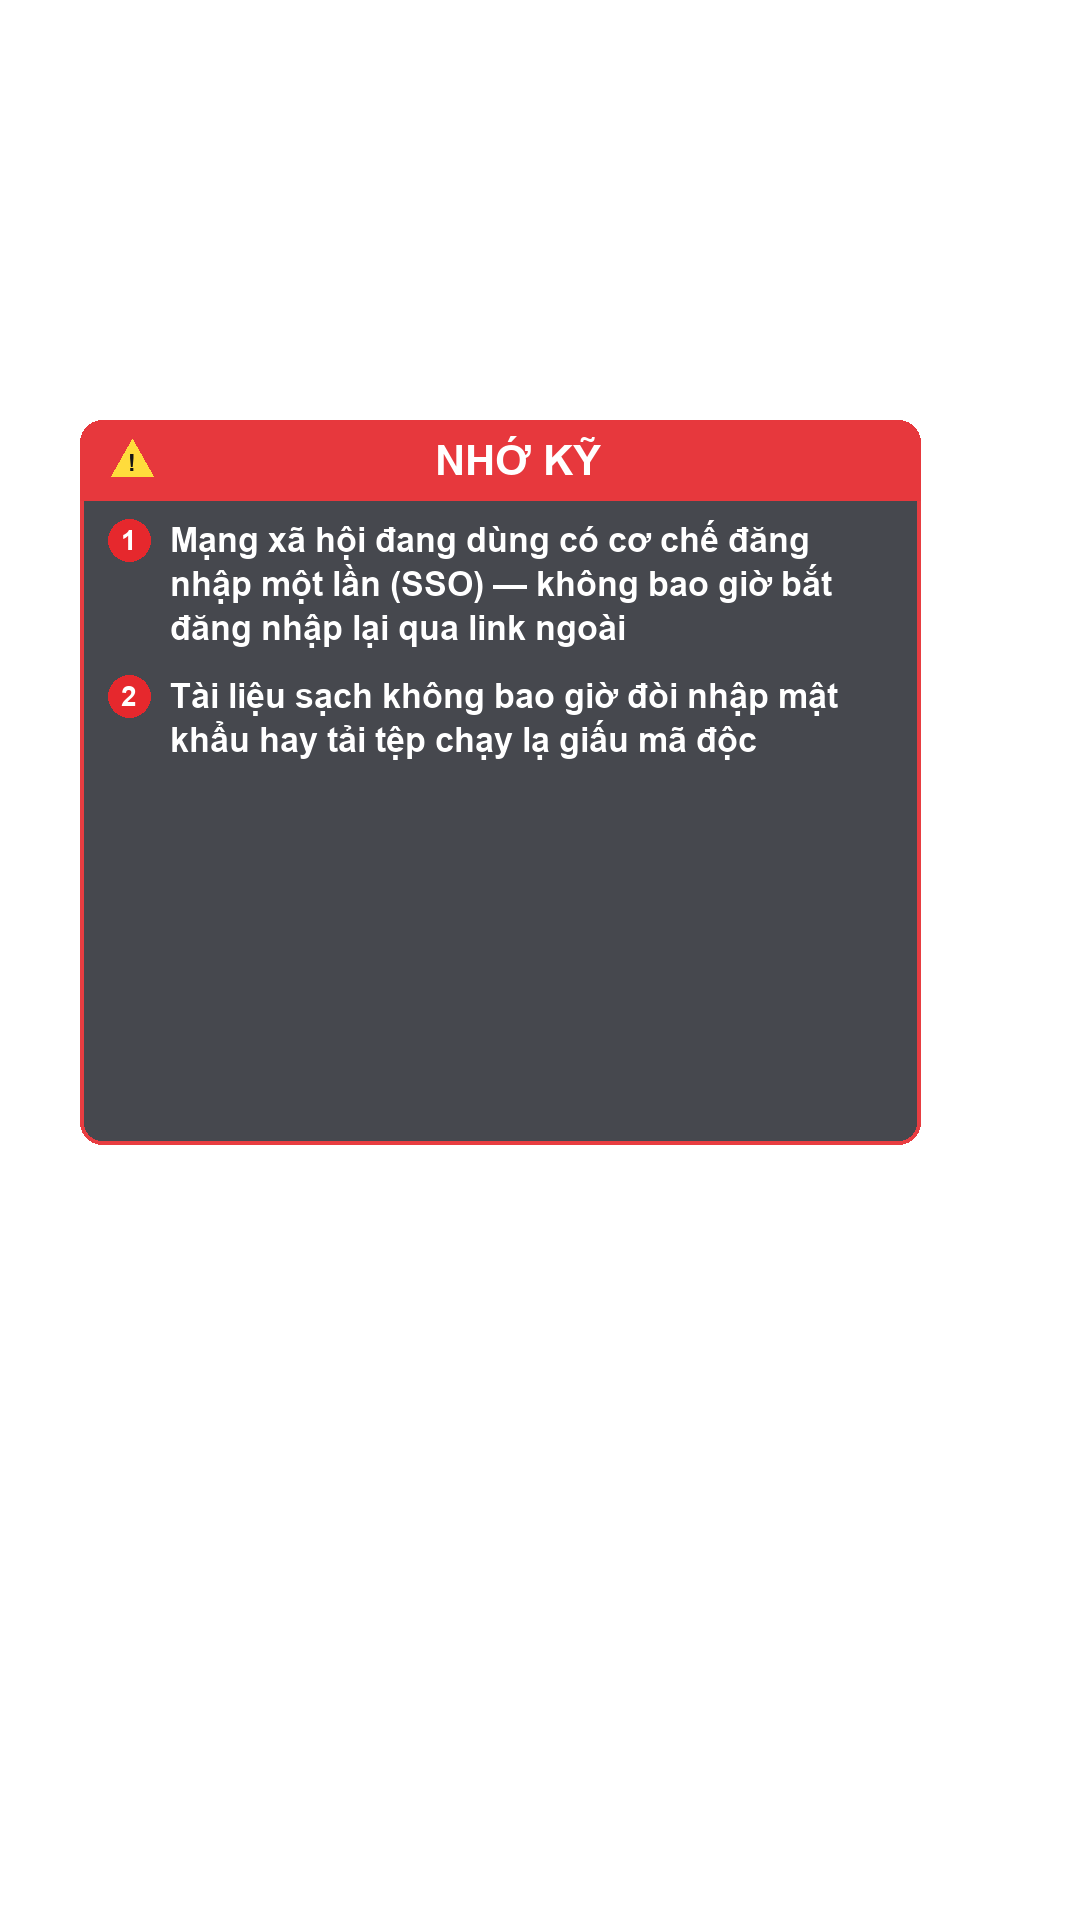 !
NHỚ KỸ
1 Mạng xã hội đang dùng có cơ chế đăng
nhập một lần (SSO) — không bao giờ bắt
đăng nhập lại qua link ngoài
2 Tài liệu sạch không bao giờ đòi nhập mật
khẩu hay tải tệp chạy lạ giấu mã độc